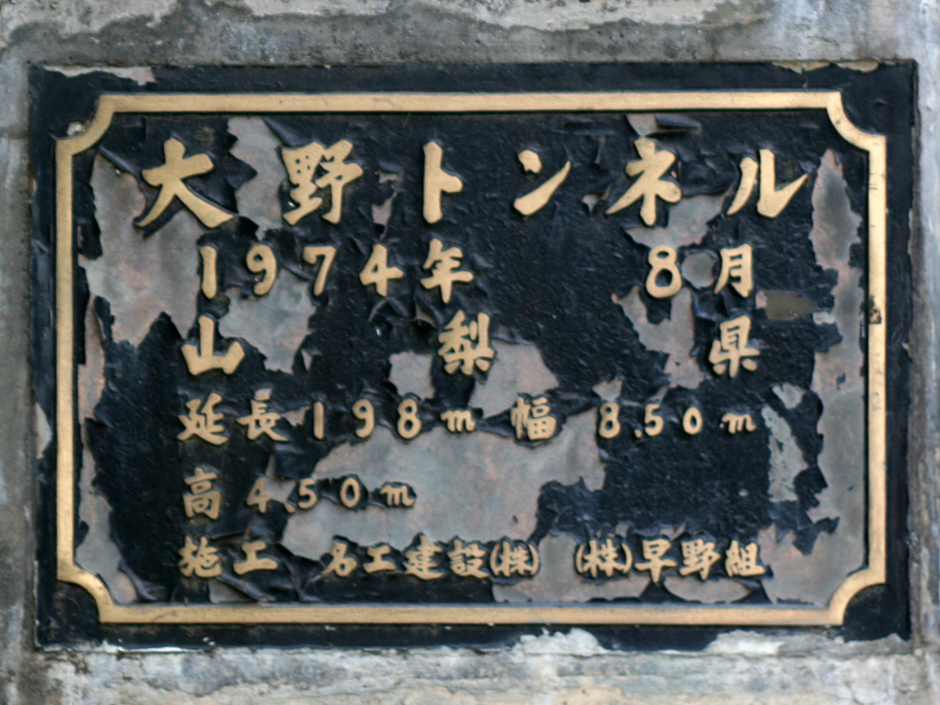 大野トンネル
1974年 8月
山梨県
延長198m 幅 8.50m
高 4.50m
施工 名工建設(株) (株)早野組